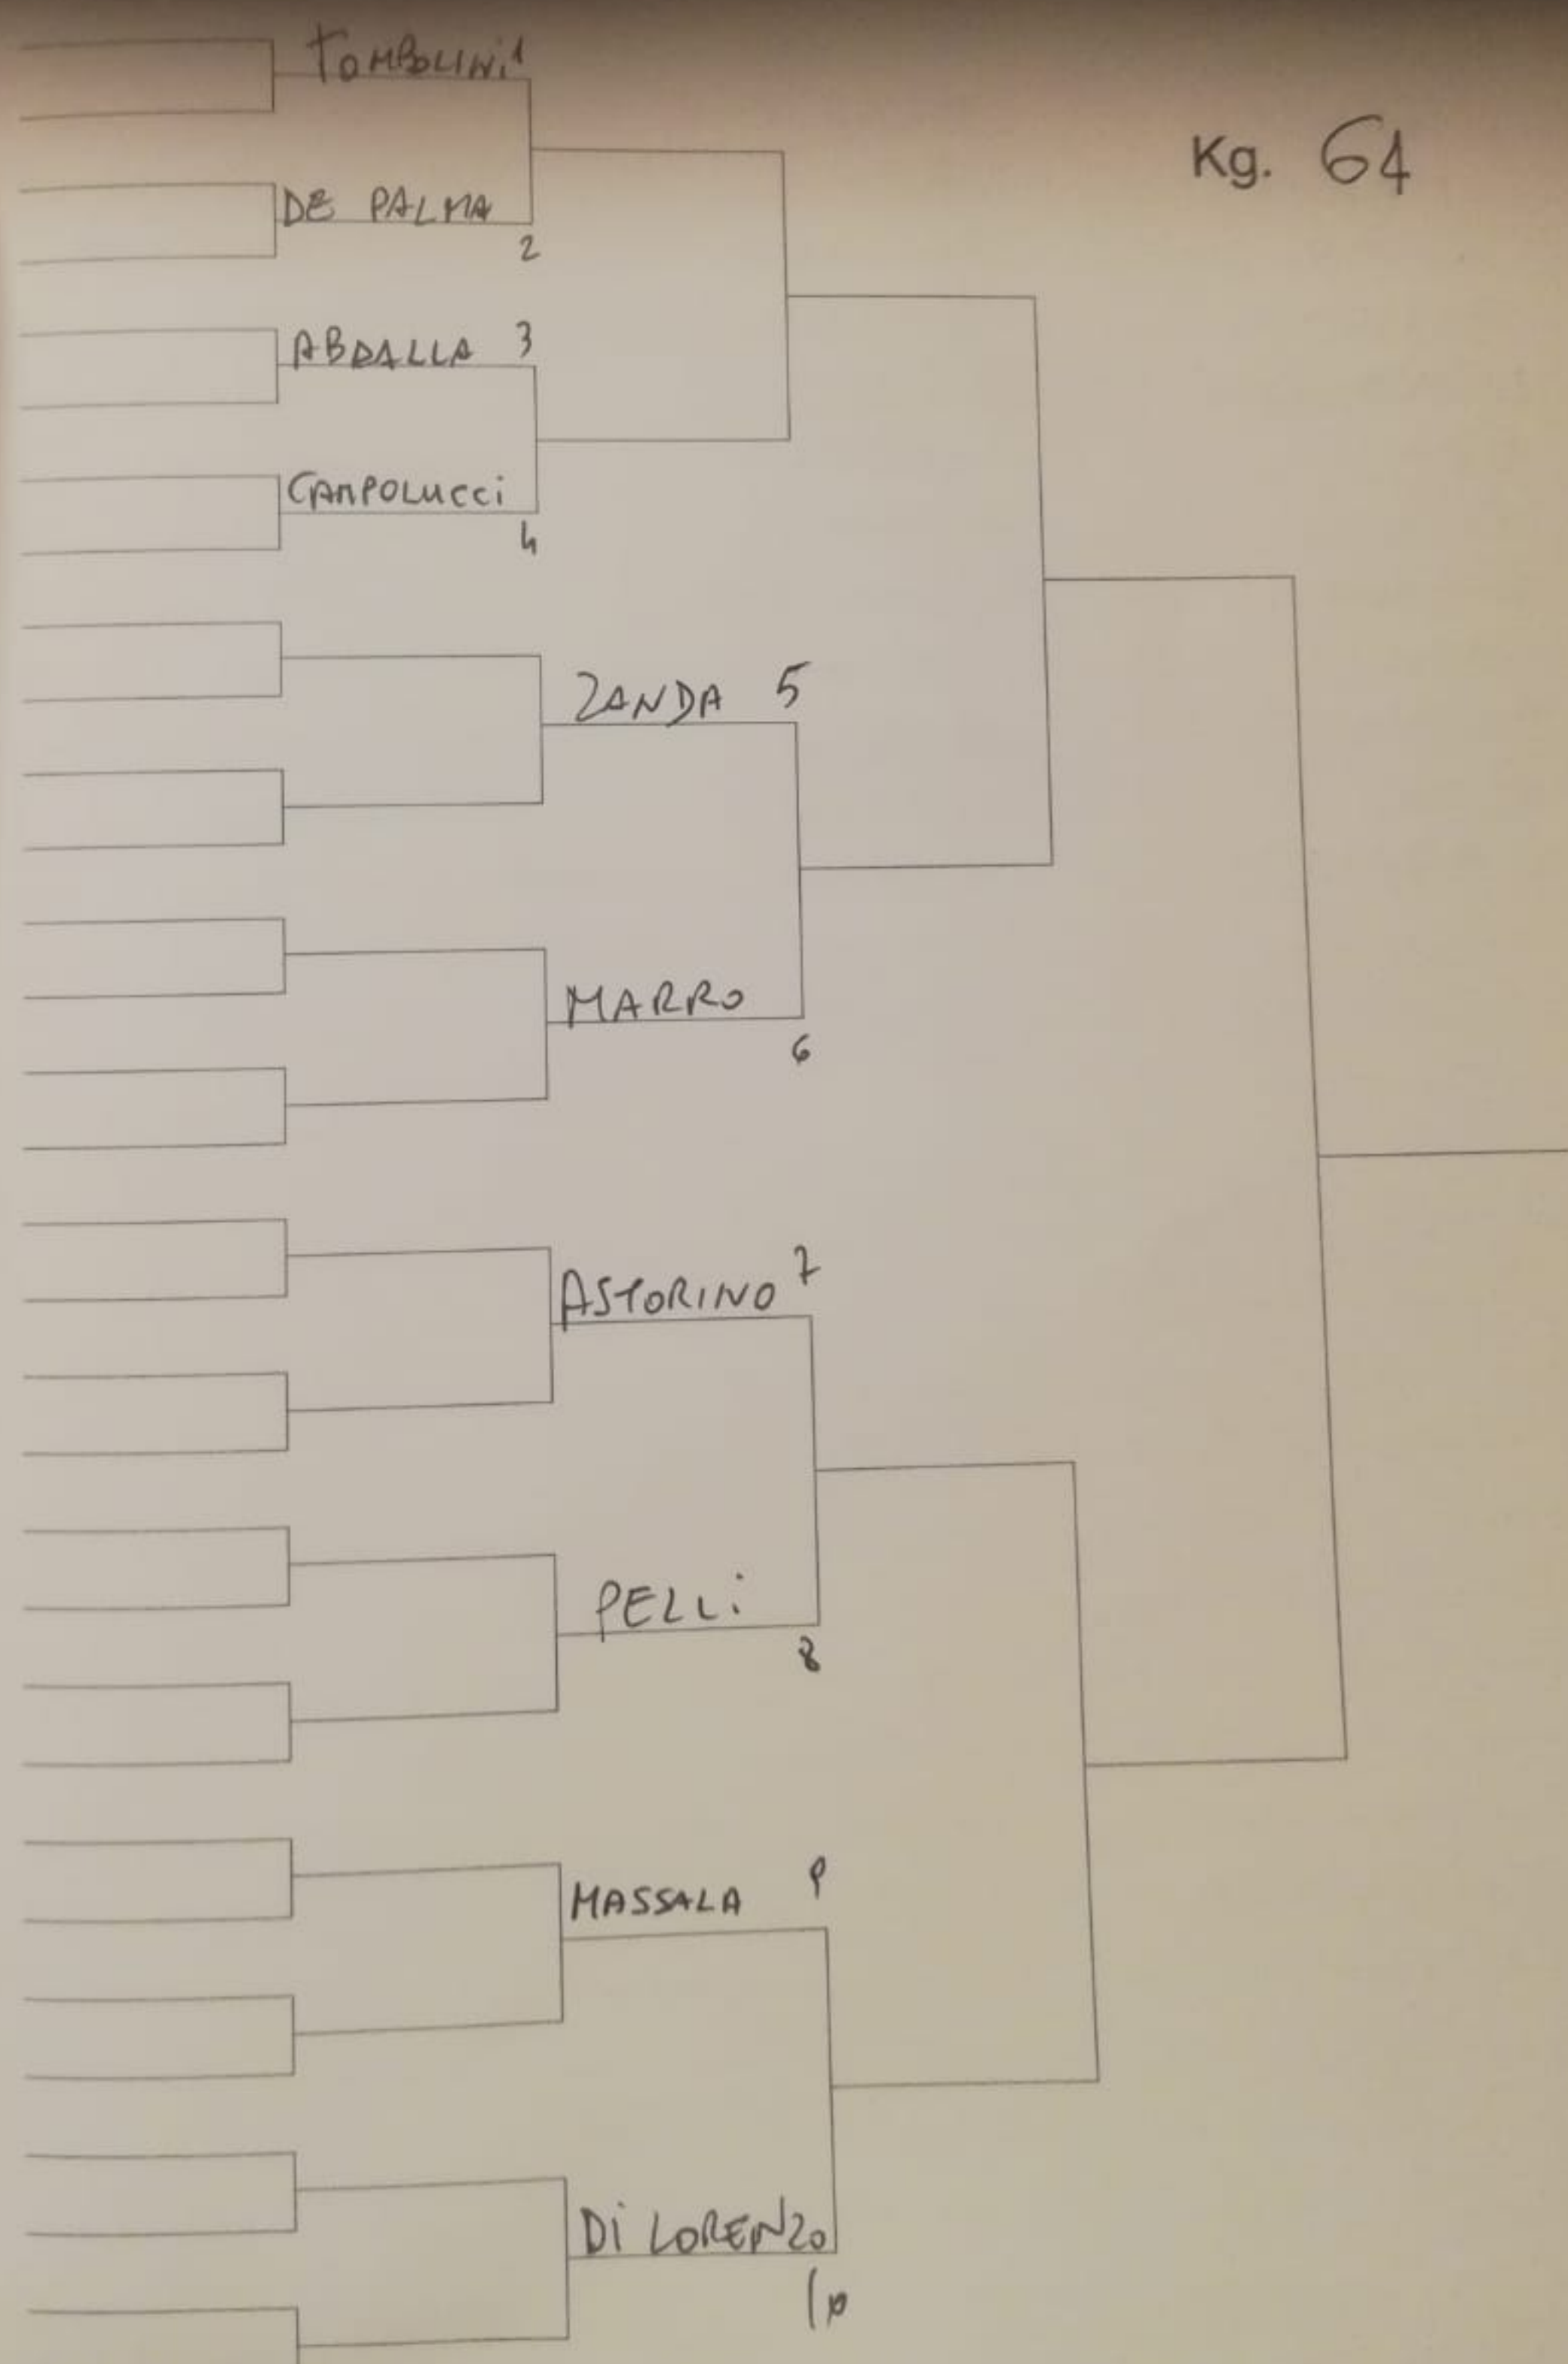 TOMBOLINI 1
Kg. 64
DE PALMA
2
ABDALLA 3
CAMPOLUCCI
4
ZANDA 5
MARRO
6
ASTORINO 7
PELLI
8
MASSALA 9
DI LORENZO
10